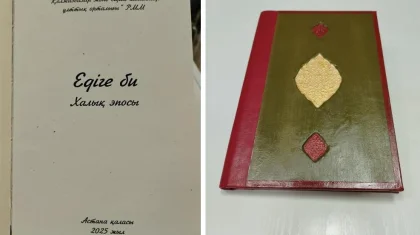 ұлттық орталығы" РММ
Едіге би
Халық эпосы
Астана қаласы
2025 жыл